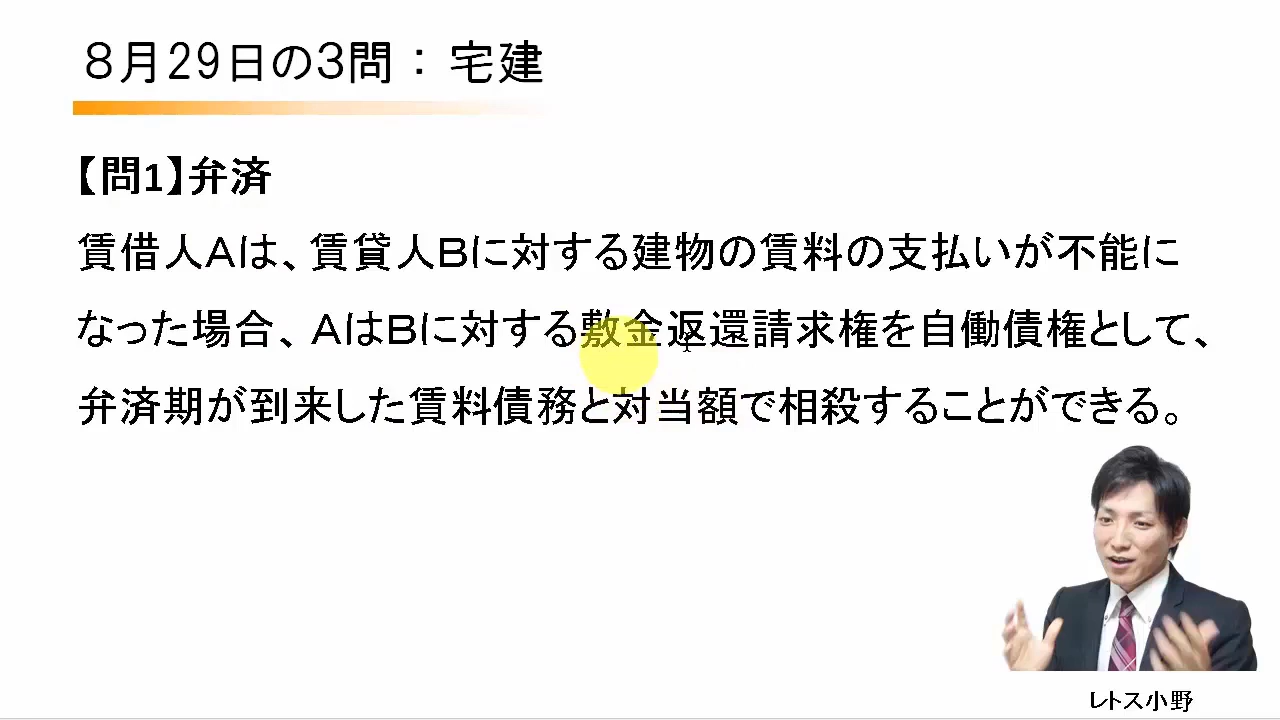 8月29日の3問：宅建
【問1】弁済
賃借人Aは、賃貸人Bに対する建物の賃料の支払いが不能に
なった場合、AはBに対する敷金返還請求権を自働債権として、
弁済期が到来した賃料債務と対当額で相殺することができる。
レトス小野